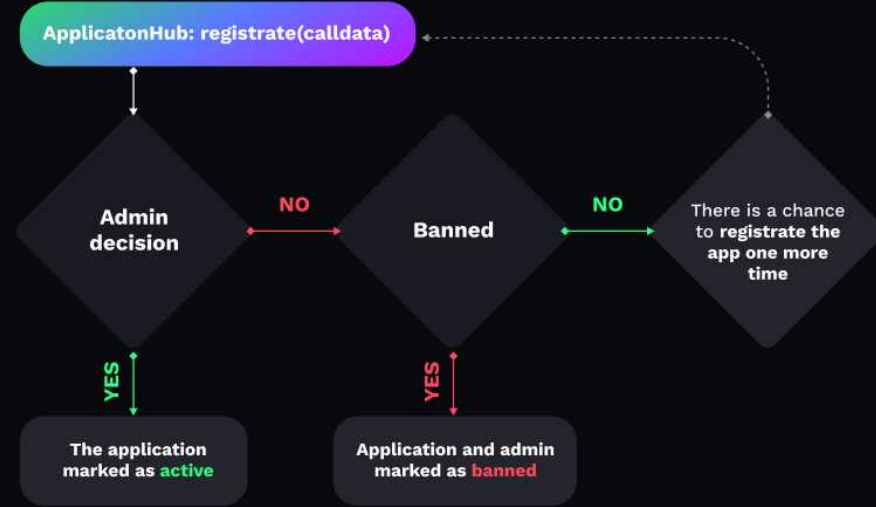 ApplicatonHub: registrate(calldata)
Admin
decision
NO
Banned
NO
There is a chance
to registrate the
app one more
time
YES
YES
The application
marked as active
Application and admin
marked as banned